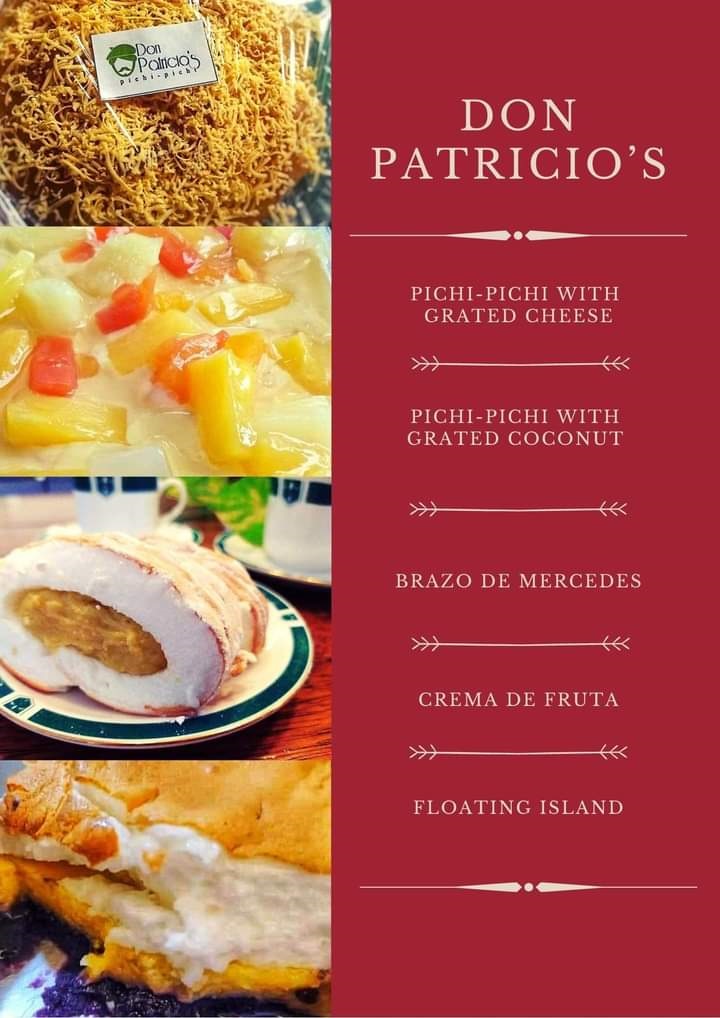 Don
Patricio's
pichi-pichi
DON
PATRICIO'S
PICHI-PICHI WITH
GRATED CHEESE
PICHI-PICHI WITH
GRATED COCONUT
BRAZO DE MERCEDES
CREMA DE FRUTA
FLOATING ISLAND